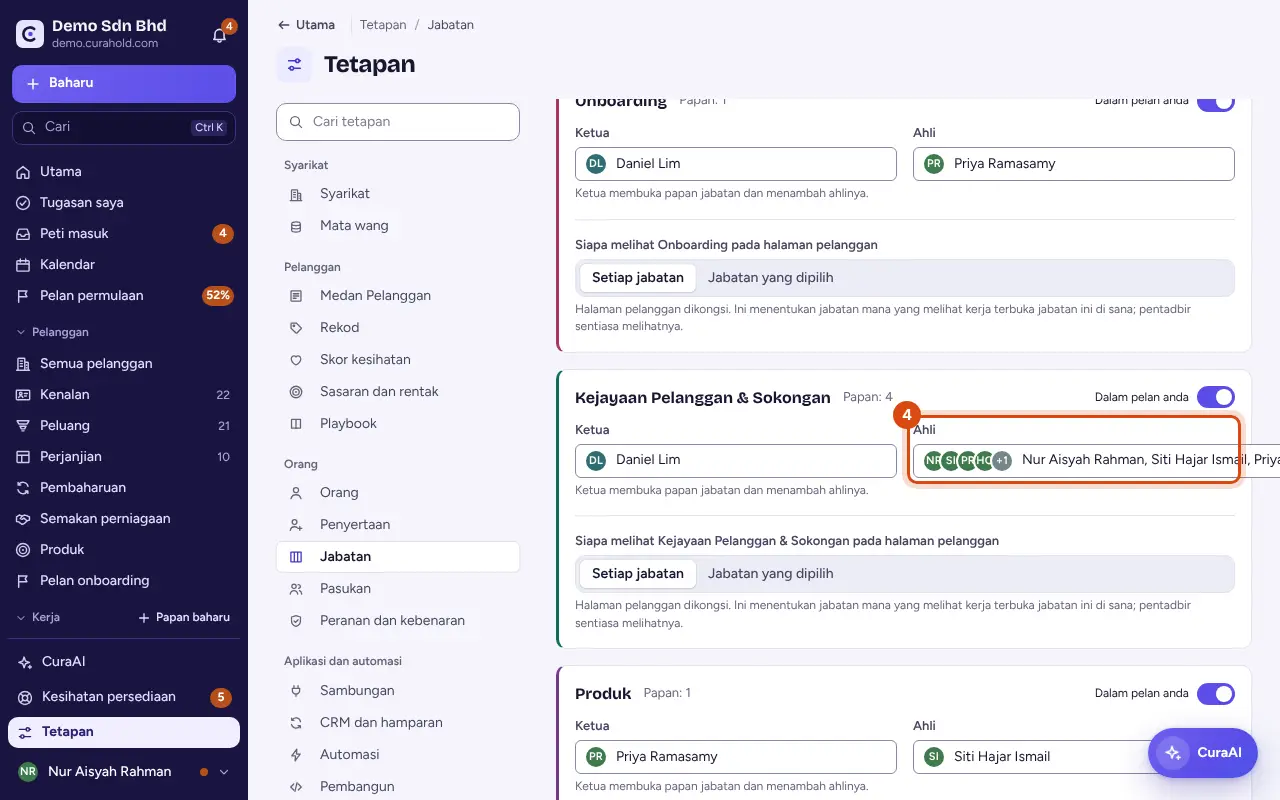 Demo Sdn Bhd
demo.curahold.com
4
Baharu
Cari
Ctrl K
Utama
Tugasan saya
Peti masuk
4
Kalendar
Pelan permulaan
52%
Pelanggan
Semua pelanggan
Kenalan
22
Peluang
21
Perjanjian
10
Pembaharuan
Semakan perniagaan
Produk
Pelan onboarding
Kerja
Papan baharu
CuraAI
Kesihatan persediaan
5
Tetapan
NR
Nur Aisyah Rahman
Utama
Tetapan / Jabatan
Tetapan
Cari tetapan
Syarikat
Syarikat
Mata wang
Pelanggan
Medan Pelanggan
Rekod
Skor kesihatan
Sasaran dan rentak
Playbook
Orang
Orang
Penyertaan
Jabatan
Pasukan
Peranan dan kebenaran
Aplikasi dan automasi
Sambungan
CRM dan hamparan
Automasi
Pembangun
Onboarding
Papan: 1
Dalam pelan anda
Ketua
Ahli
DL
Daniel Lim
PR
Priya Ramasamy
Ketua membuka papan jabatan dan menambah ahlinya.
Siapa melihat Onboarding pada halaman pelanggan
Setiap jabatan
Jabatan yang dipilih
Halaman pelanggan dikongsi. Ini menentukan jabatan mana yang melihat kerja terbuka jabatan ini di sana; pentadbir
sentiasa melihatnya.
Kejayaan Pelanggan & Sokongan
Papan: 4
Dalam pelan anda
4
Ketua
Ahli
DL
Daniel Lim
NR
SI
PR
HO
+1
Nur Aisyah Rahman, Siti Hajar Ismail, Priya
Ketua membuka papan jabatan dan menambah ahlinya.
Siapa melihat Kejayaan Pelanggan & Sokongan pada halaman pelanggan
Setiap jabatan
Jabatan yang dipilih
Halaman pelanggan dikongsi. Ini menentukan jabatan mana yang melihat kerja terbuka jabatan ini di sana; pentadbir
sentiasa melihatnya.
Produk
Papan: 1
Dalam pelan anda
Ketua
Ahli
PR
Priya Ramasamy
SI
Siti Hajar Ismail
Ketua membuka papan jabatan dan menambah ahlinya.
CuraAI